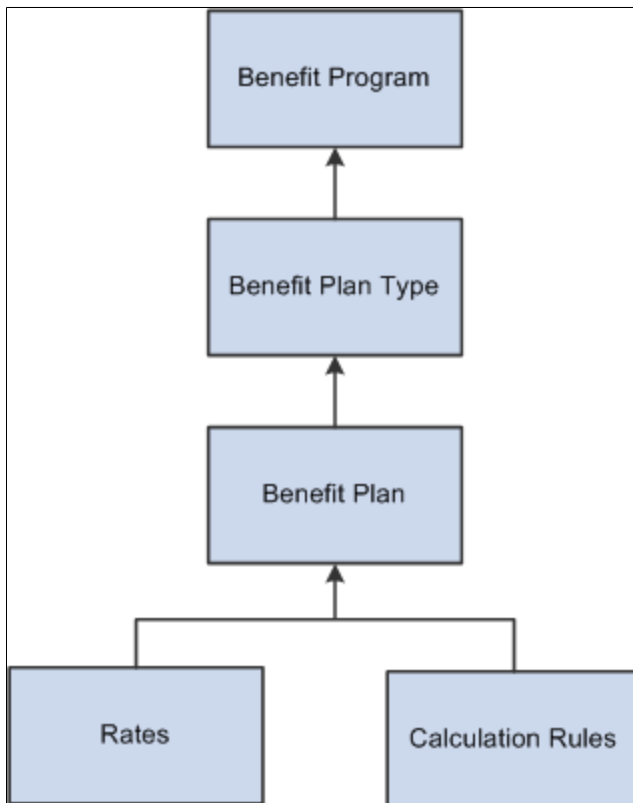 Benefit Program
Benefit Plan Type
Benefit Plan
Rates
Calculation Rules